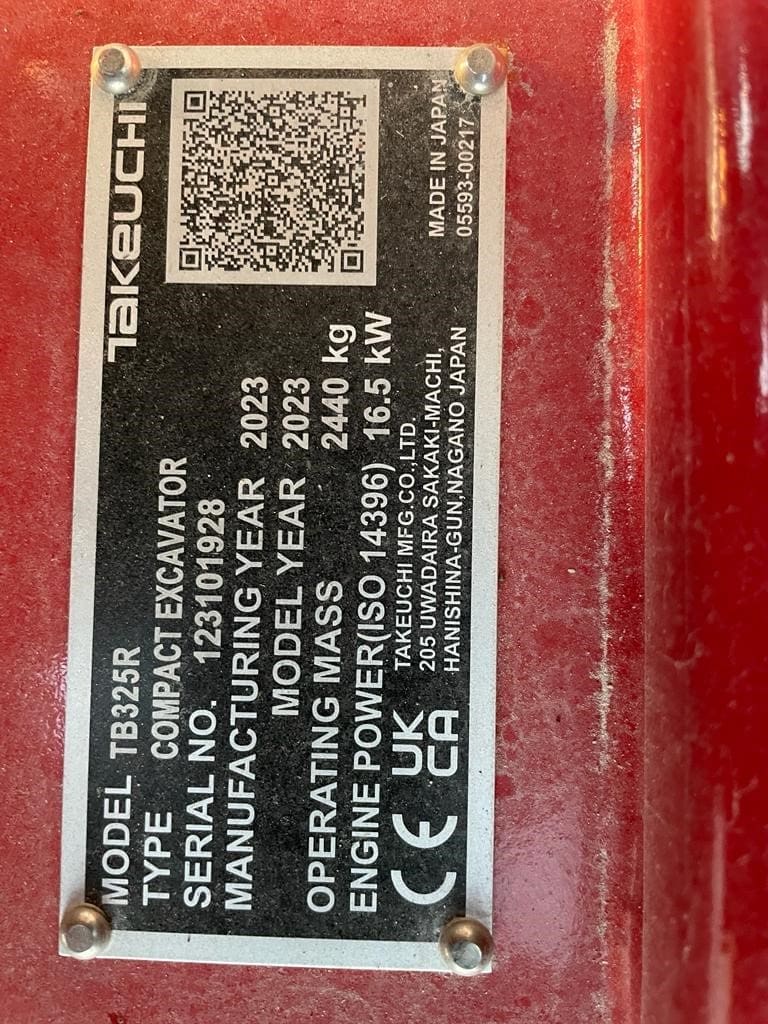 TAKEUCHI
MODEL TB325R
TYPE COMPACT EXCAVATOR
SERIAL NO. 123101928
MANUFACTURING YEAR 2023
MODEL YEAR 2023
OPERATING MASS 2440 kg
ENGINE POWER(ISO 14396) 16.5 kW
CE UK CA
TAKEUCHI MFG.CO.,LTD.
205 UWADAIRA SAKAKI-MACHI,
HANISHINA-GUN,NAGANO JAPAN
MADE IN JAPAN
05593-00217